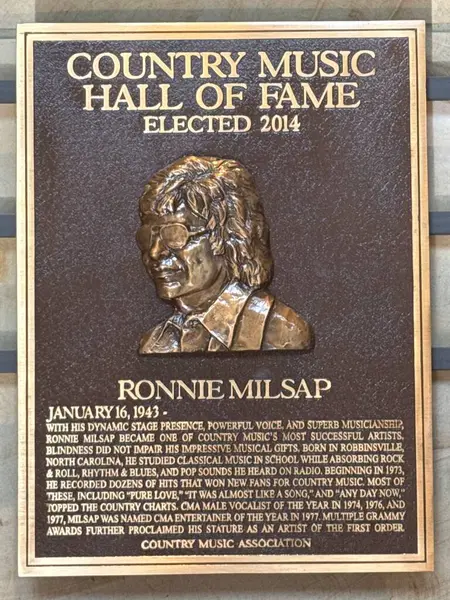 COUNTRY MUSIC
HALL OF FAME
ELECTED 2014
RONNIE MILSAP
JANUARY 16, 1943 -
WITH HIS DYNAMIC STAGE PRESENCE, POWERFUL VOICE, AND SUPERB MUSICIANSHIP,
RONNIE MILSAP BECAME ONE OF COUNTRY MUSIC'S MOST SUCCESSFUL ARTISTS.
BLINDNESS DID NOT IMPAIR HIS IMPRESSIVE MUSICAL GIFTS. BORN IN ROBBINSVILLE,
NORTH CAROLINA, HE STUDIED CLASSICAL MUSIC IN SCHOOL WHILE ABSORBING ROCK
& ROLL, RHYTHM & BLUES, AND POP SOUNDS HE HEARD ON RADIO. BEGINNING IN 1973,
HE RECORDED DOZENS OF HITS THAT WON NEW FANS FOR COUNTRY MUSIC. MOST OF
THESE, INCLUDING "PURE LOVE," "IT WAS ALMOST LIKE A SONG," AND "ANY DAY NOW,"
TOPPED THE COUNTRY CHARTS. CMA MALE VOCALIST OF THE YEAR IN 1974, 1976, AND
1977, MILSAP WAS NAMED CMA ENTERTAINER OF THE YEAR IN 1977. MULTIPLE GRAMMY
AWARDS FURTHER PROCLAIMED HIS STATURE AS AN ARTIST OF THE FIRST ORDER
COUNTRY MUSIC ASSOCIATION